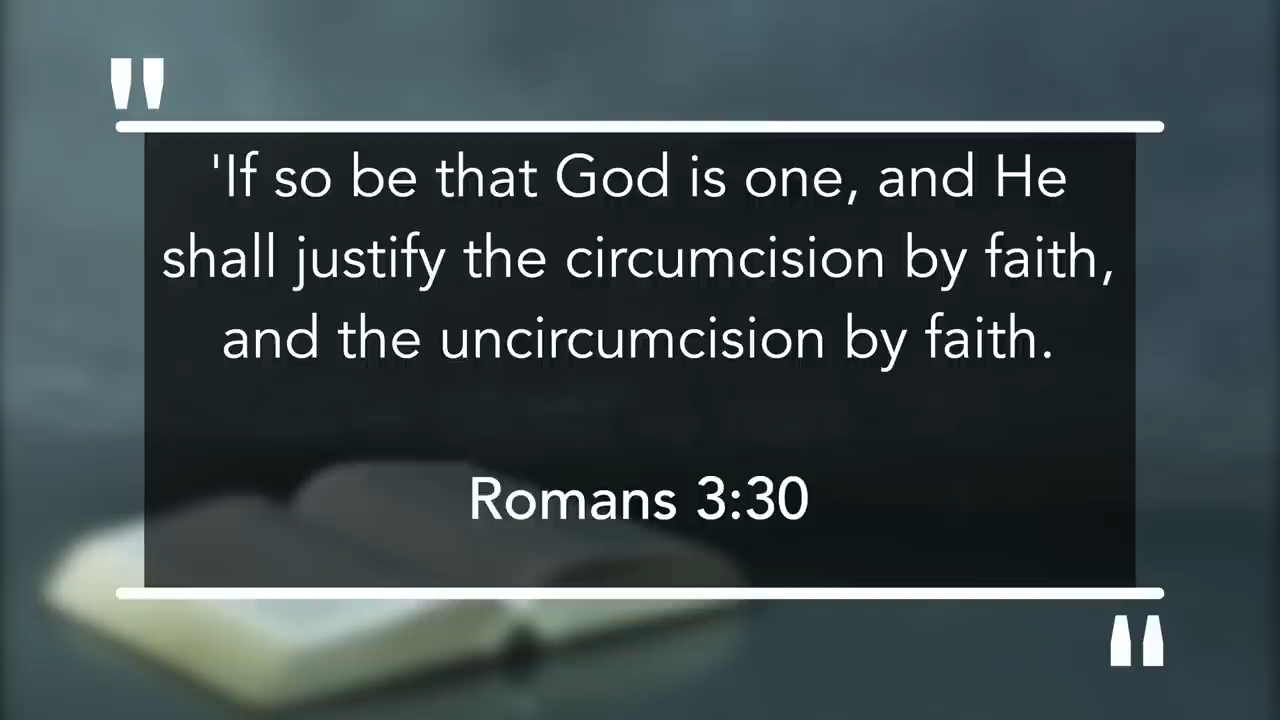 "
'If so be that God is one, and He
shall justify the circumcision by faith,
and the uncircumcision by faith.
Romans 3:30
"